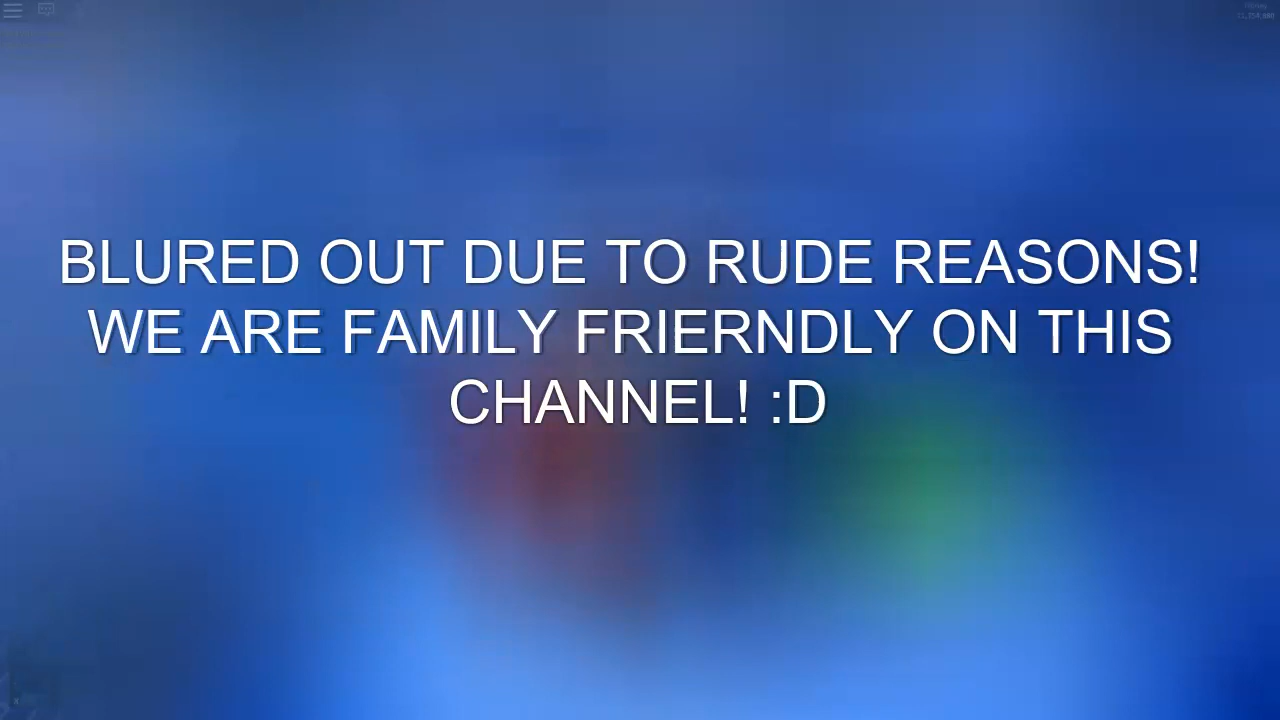 BLURED OUT DUE TO RUDE REASONS!
WE ARE FAMILY FRIERNDLY ON THIS
CHANNEL! :D